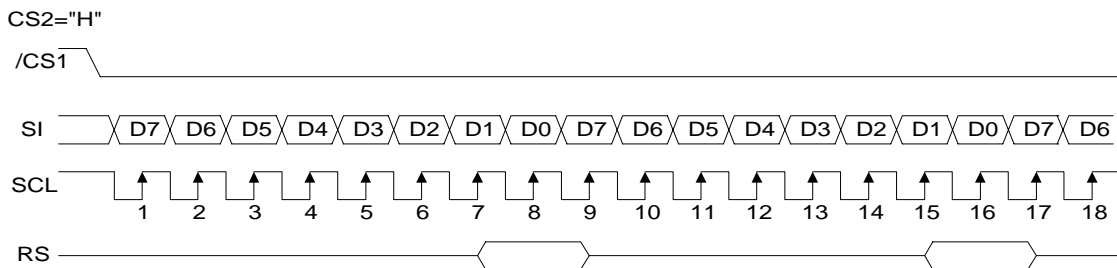 CS2="H"
/CS1
SI D7 D6 D5 D4 D3 D2 D1 D0 D7 D6 D5 D4 D3 D2 D1 D0 D7 D6
SCL
1 2 3 4 5 6 7 8 9 10 11 12 13 14 15 16 17 18
RS